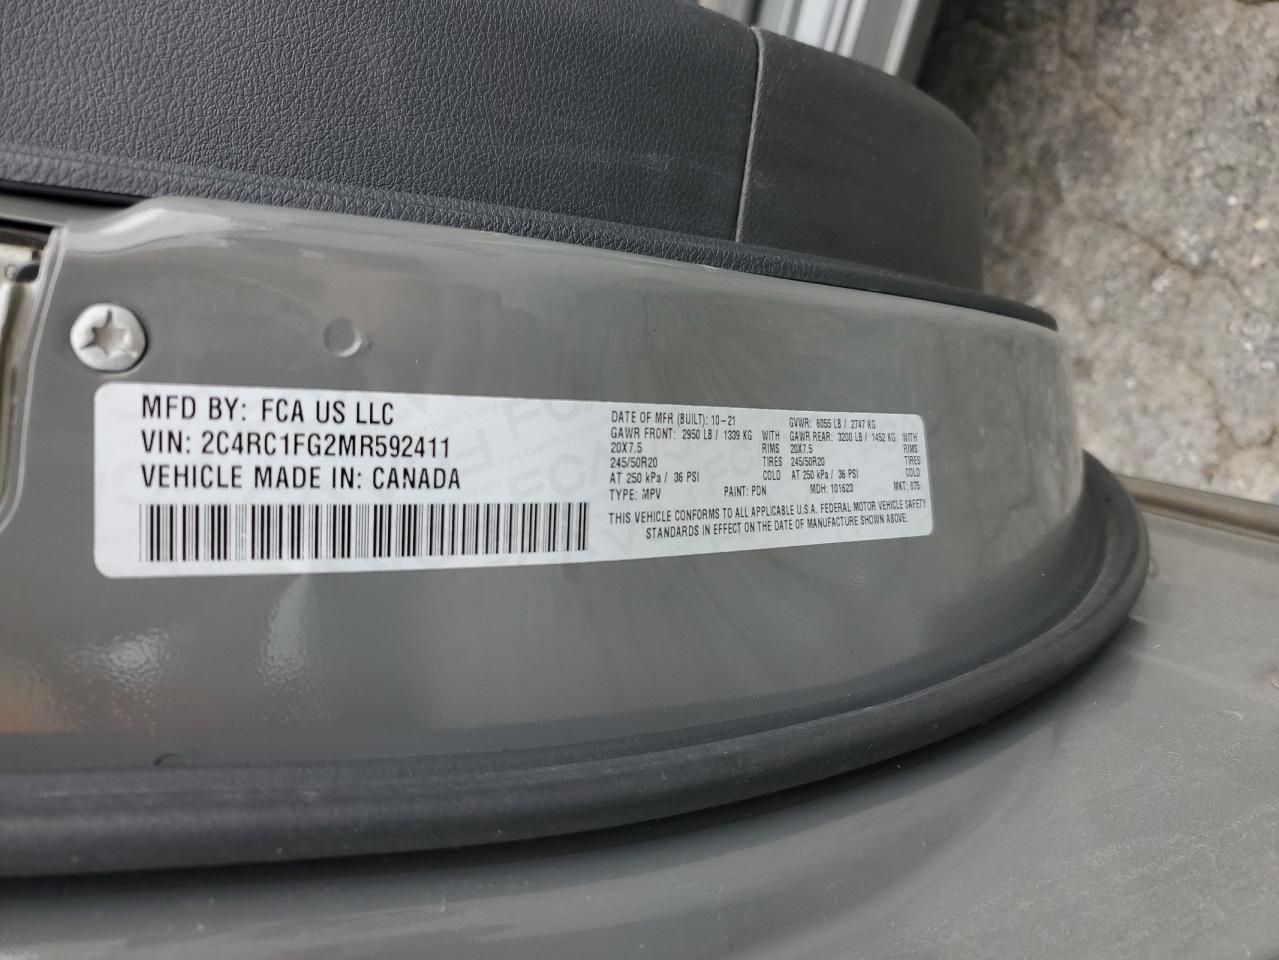 MFD BY: FCA US LLC
VIN: 2C4RC1FG2MR592411
VEHICLE MADE IN: CANADA
DATE OF MFR (BUILT): 10-21 GVWR: 6055 LB / 2747 KG
GAWR FRONT: 2950 LB / 1339 KG WITH GAWR REAR: 3200 LB / 1452 KG WITH
20X7.5 RIMS 20X7.5 RIMS
245/50R20 TIRES 245/50R20 TIRES
AT 250 kPa / 36 PSI COLD AT 250 kPa / 36 PSI COLD
TYPE: MPV PAINT: PDN MDH: 101623 MKT: 875
THIS VEHICLE CONFORMS TO ALL APPLICABLE U.S.A. FEDERAL MOTOR VEHICLE SAFETY
STANDARDS IN EFFECT ON THE DATE OF MANUFACTURE SHOWN ABOVE.